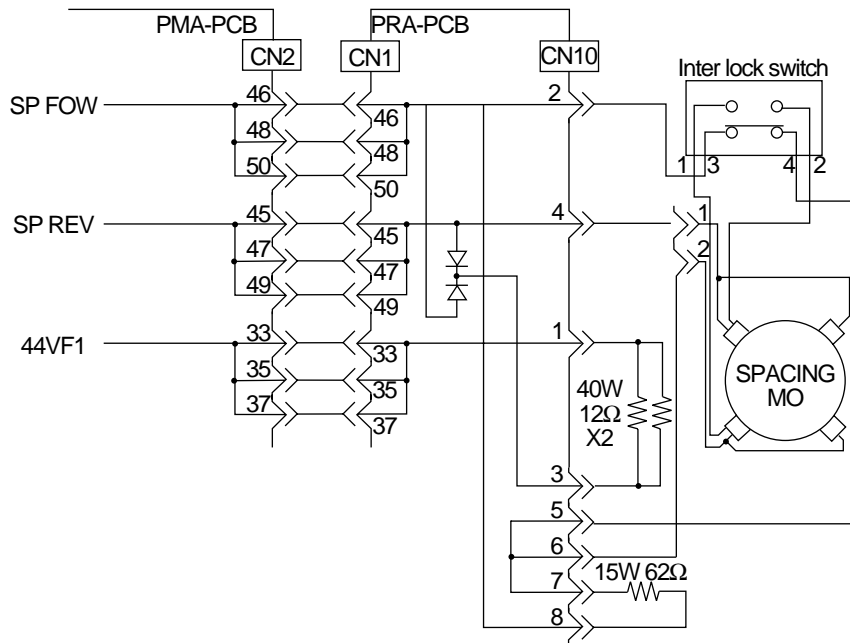 PMA-PCB
PRA-PCB
CN2
CN1
CN10
Inter lock switch
SP FOW
46
46
2
48
48
50
50
1
3
4
2
SP REV
45
45
4
1
47
47
2
49
49
44VF1
33
33
1
35
35
37
37
40W
12Ω
X2
SPACING
MO
3
5
6
7
15W 62Ω
8